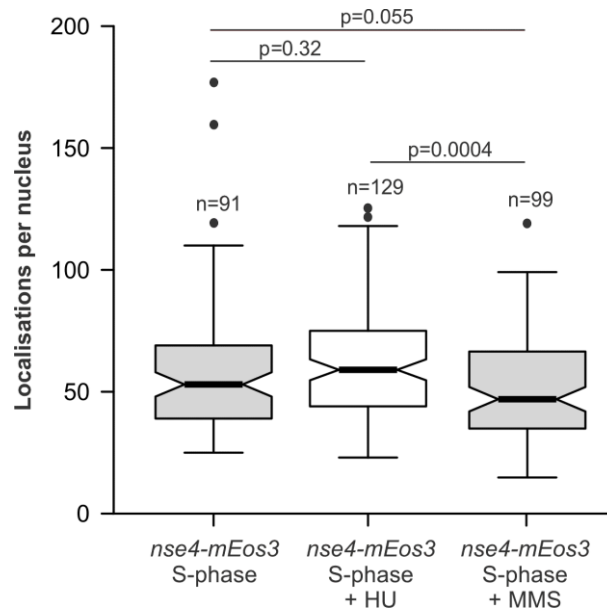 200
p=0.055
p=0.32
150
p=0.0004
n=91
n=129
n=99
100
50
0
Localisations per nucleus
nse4-mEos3
S-phase
nse4-mEos3
S-phase
+ HU
nse4-mEos3
S-phase
+ MMS